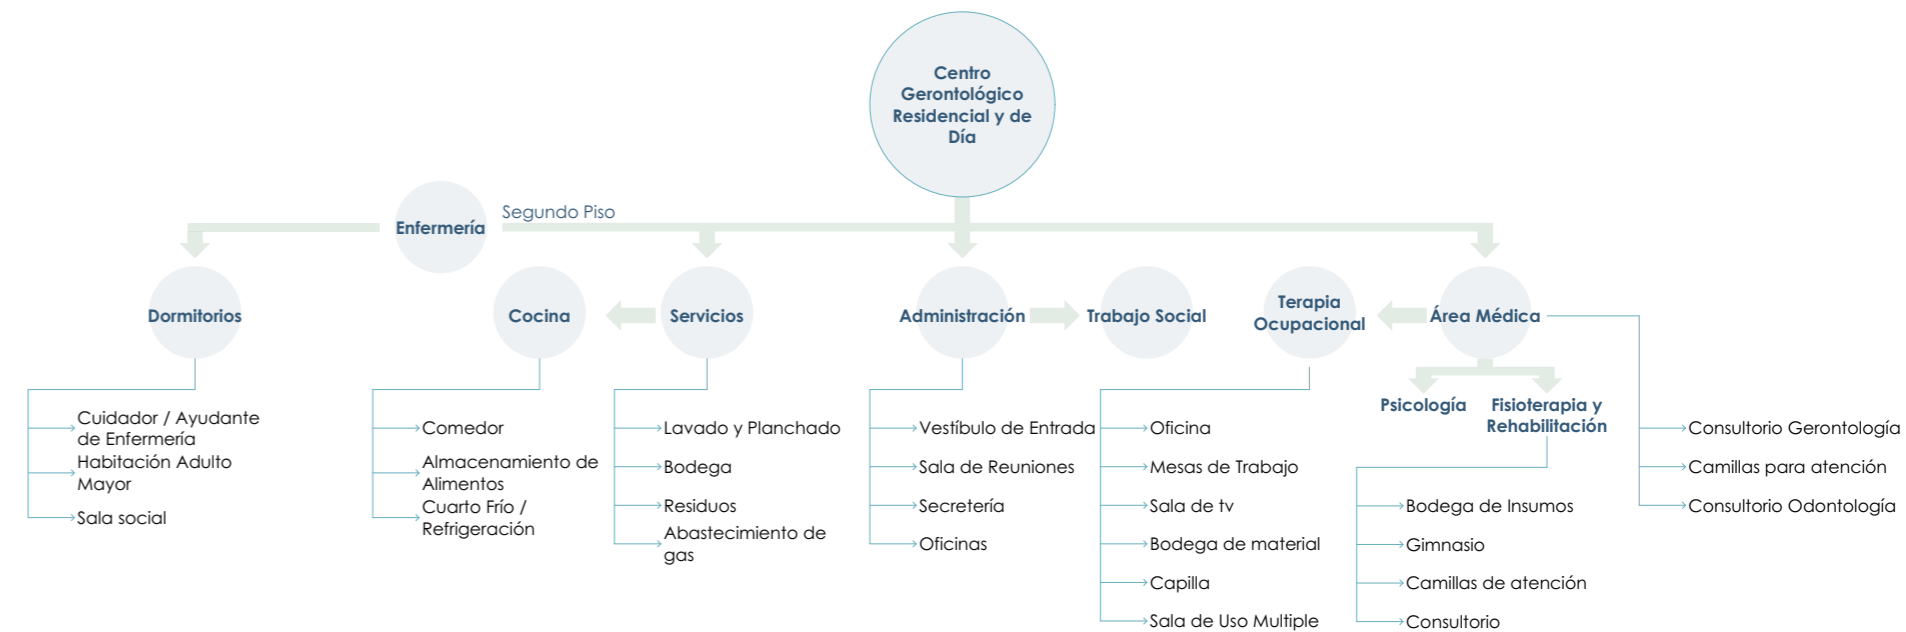 Centro
Gerontológico
Residencial y de
Día
Enfermería
Segundo Piso
Dormitorios
Cocina
Servicios
Administración
Trabajo Social
Terapia
Ocupacional
Área Médica
Psicología
Fisioterapia y
Rehabilitación
Cuidador / Ayudante
de Enfermería
Habitación Adulto
Mayor
Sala social
Comedor
Almacenamiento de
Alimentos
Cuarto Frío /
Refrigeración
Lavado y Planchado
Bodega
Residuos
Abastecimiento de
gas
Vestíbulo de Entrada
Sala de Reuniones
Secretería
Oficinas
Oficina
Mesas de Trabajo
Sala de tv
Bodega de material
Capilla
Sala de Uso Multiple
Bodega de Insumos
Gimnasio
Camillas de atención
Consultorio
Consultorio Gerontología
Camillas para atención
Consultorio Odontología